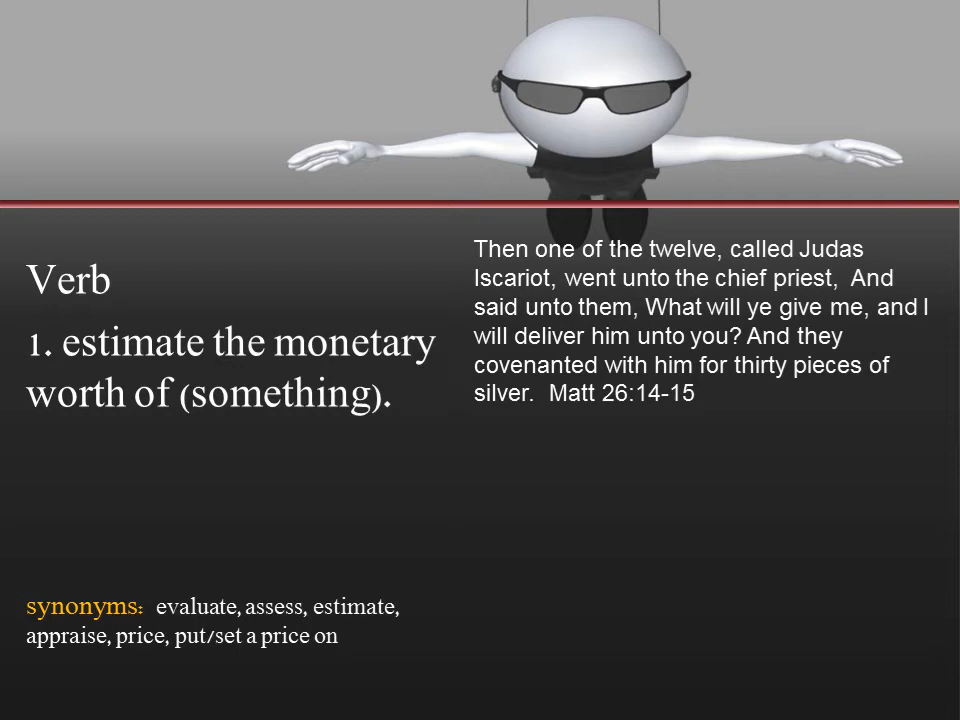 Verb
1. estimate the monetary
worth of (something).
synonyms: evaluate, assess, estimate,
appraise, price, put/set a price on
Then one of the twelve, called Judas
Iscariot, went unto the chief priest,  And
said unto them, What will ye give me, and I
will deliver him unto you? And they
covenanted with him for thirty pieces of
silver.  Matt 26:14-15